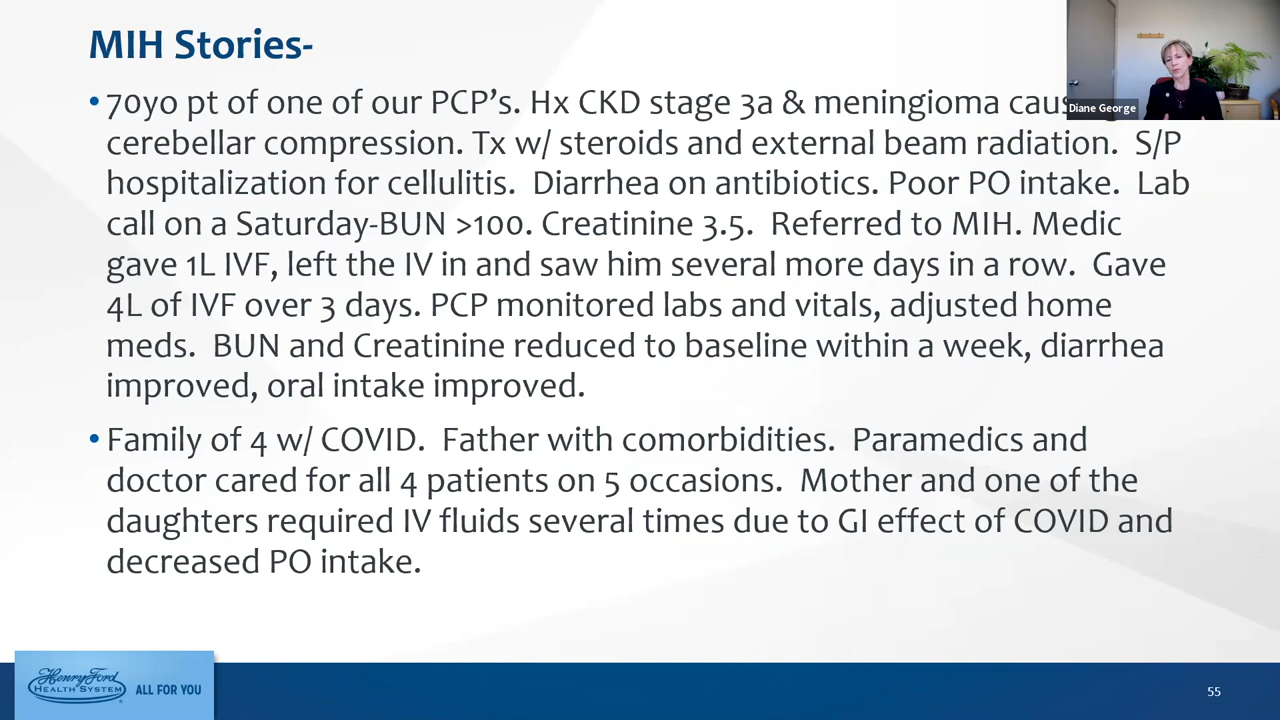 MIH Stories-
• 70yo pt of one of our PCP’s. Hx CKD stage 3a & meningioma
cerebellar compression. Tx w/ steroids and external beam radiation. S/P
hospitalization for cellulitis. Diarrhea on antibiotics. Poor PO intake. Lab
call on a Saturday-BUN >100. Creatinine 3.5. Referred to MIH. Medic
gave 1L IVF, left the IV in and saw him several more days in a row. Gave
4L of IVF over 3 days. PCP monitored labs and vitals, adjusted home
meds. BUN and Creatinine reduced to baseline within a week, diarrhea
improved, oral intake improved.
• Family of 4 w/ COVID. Father with comorbidities. Paramedics and
doctor cared for all 4 patients on 5 occasions. Mother and one of the
daughters required IV fluids several times due to GI effect of COVID and
decreased PO intake.
Diane George
Henry Ford
HEALTH SYSTEM
ALL FOR YOU
55